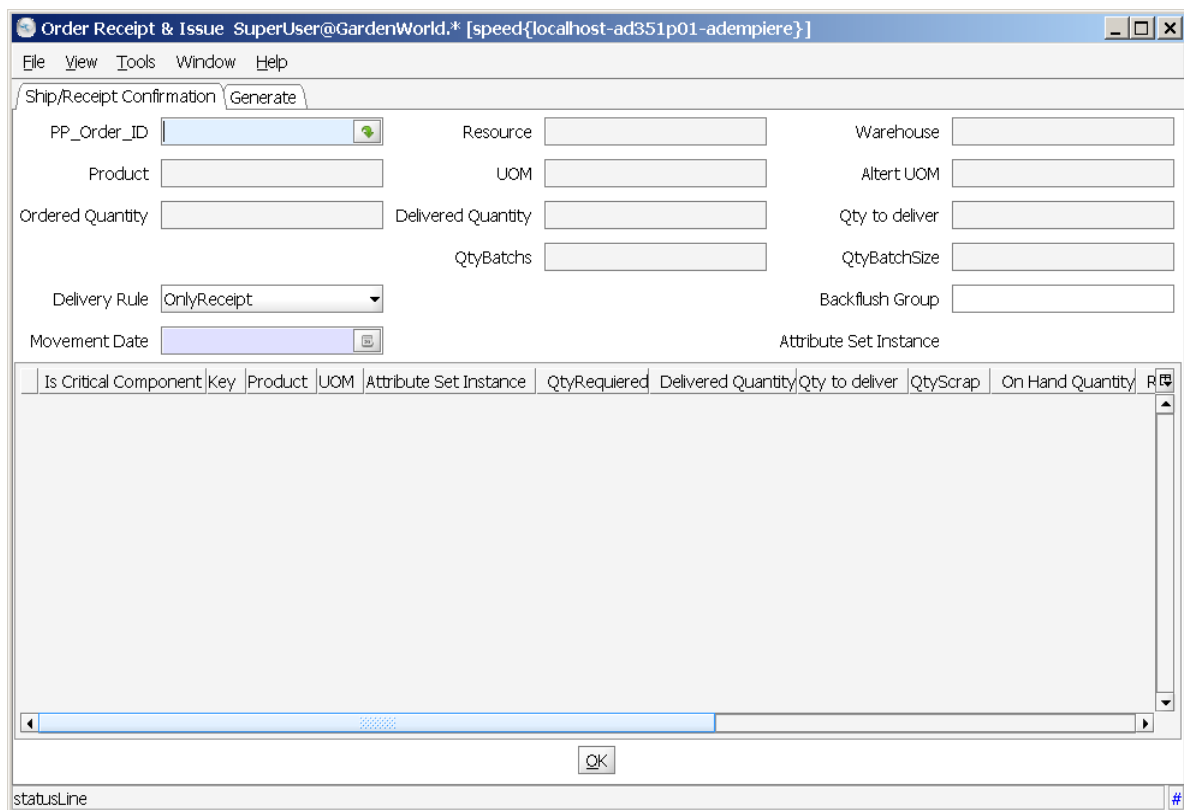 Order Receipt & Issue SuperUser@GardenWorld.* [speed{localhost-ad351p01-adempiere}]
File View Tools Window Help
Ship/Receipt Confirmation Generate
PP_Order_ID Resource Warehouse
Product UOM Altert UOM
Ordered Quantity Delivered Quantity Qty to deliver
QtyBatchs QtyBatchSize
Delivery Rule OnlyReceipt Backflush Group
Movement Date Attribute Set Instance
Is Critical Component Key Product UOM Attribute Set Instance QtyRequiered Delivered Quantity Qty to deliver QtyScrap On Hand Quantity R
OK
statusLine #